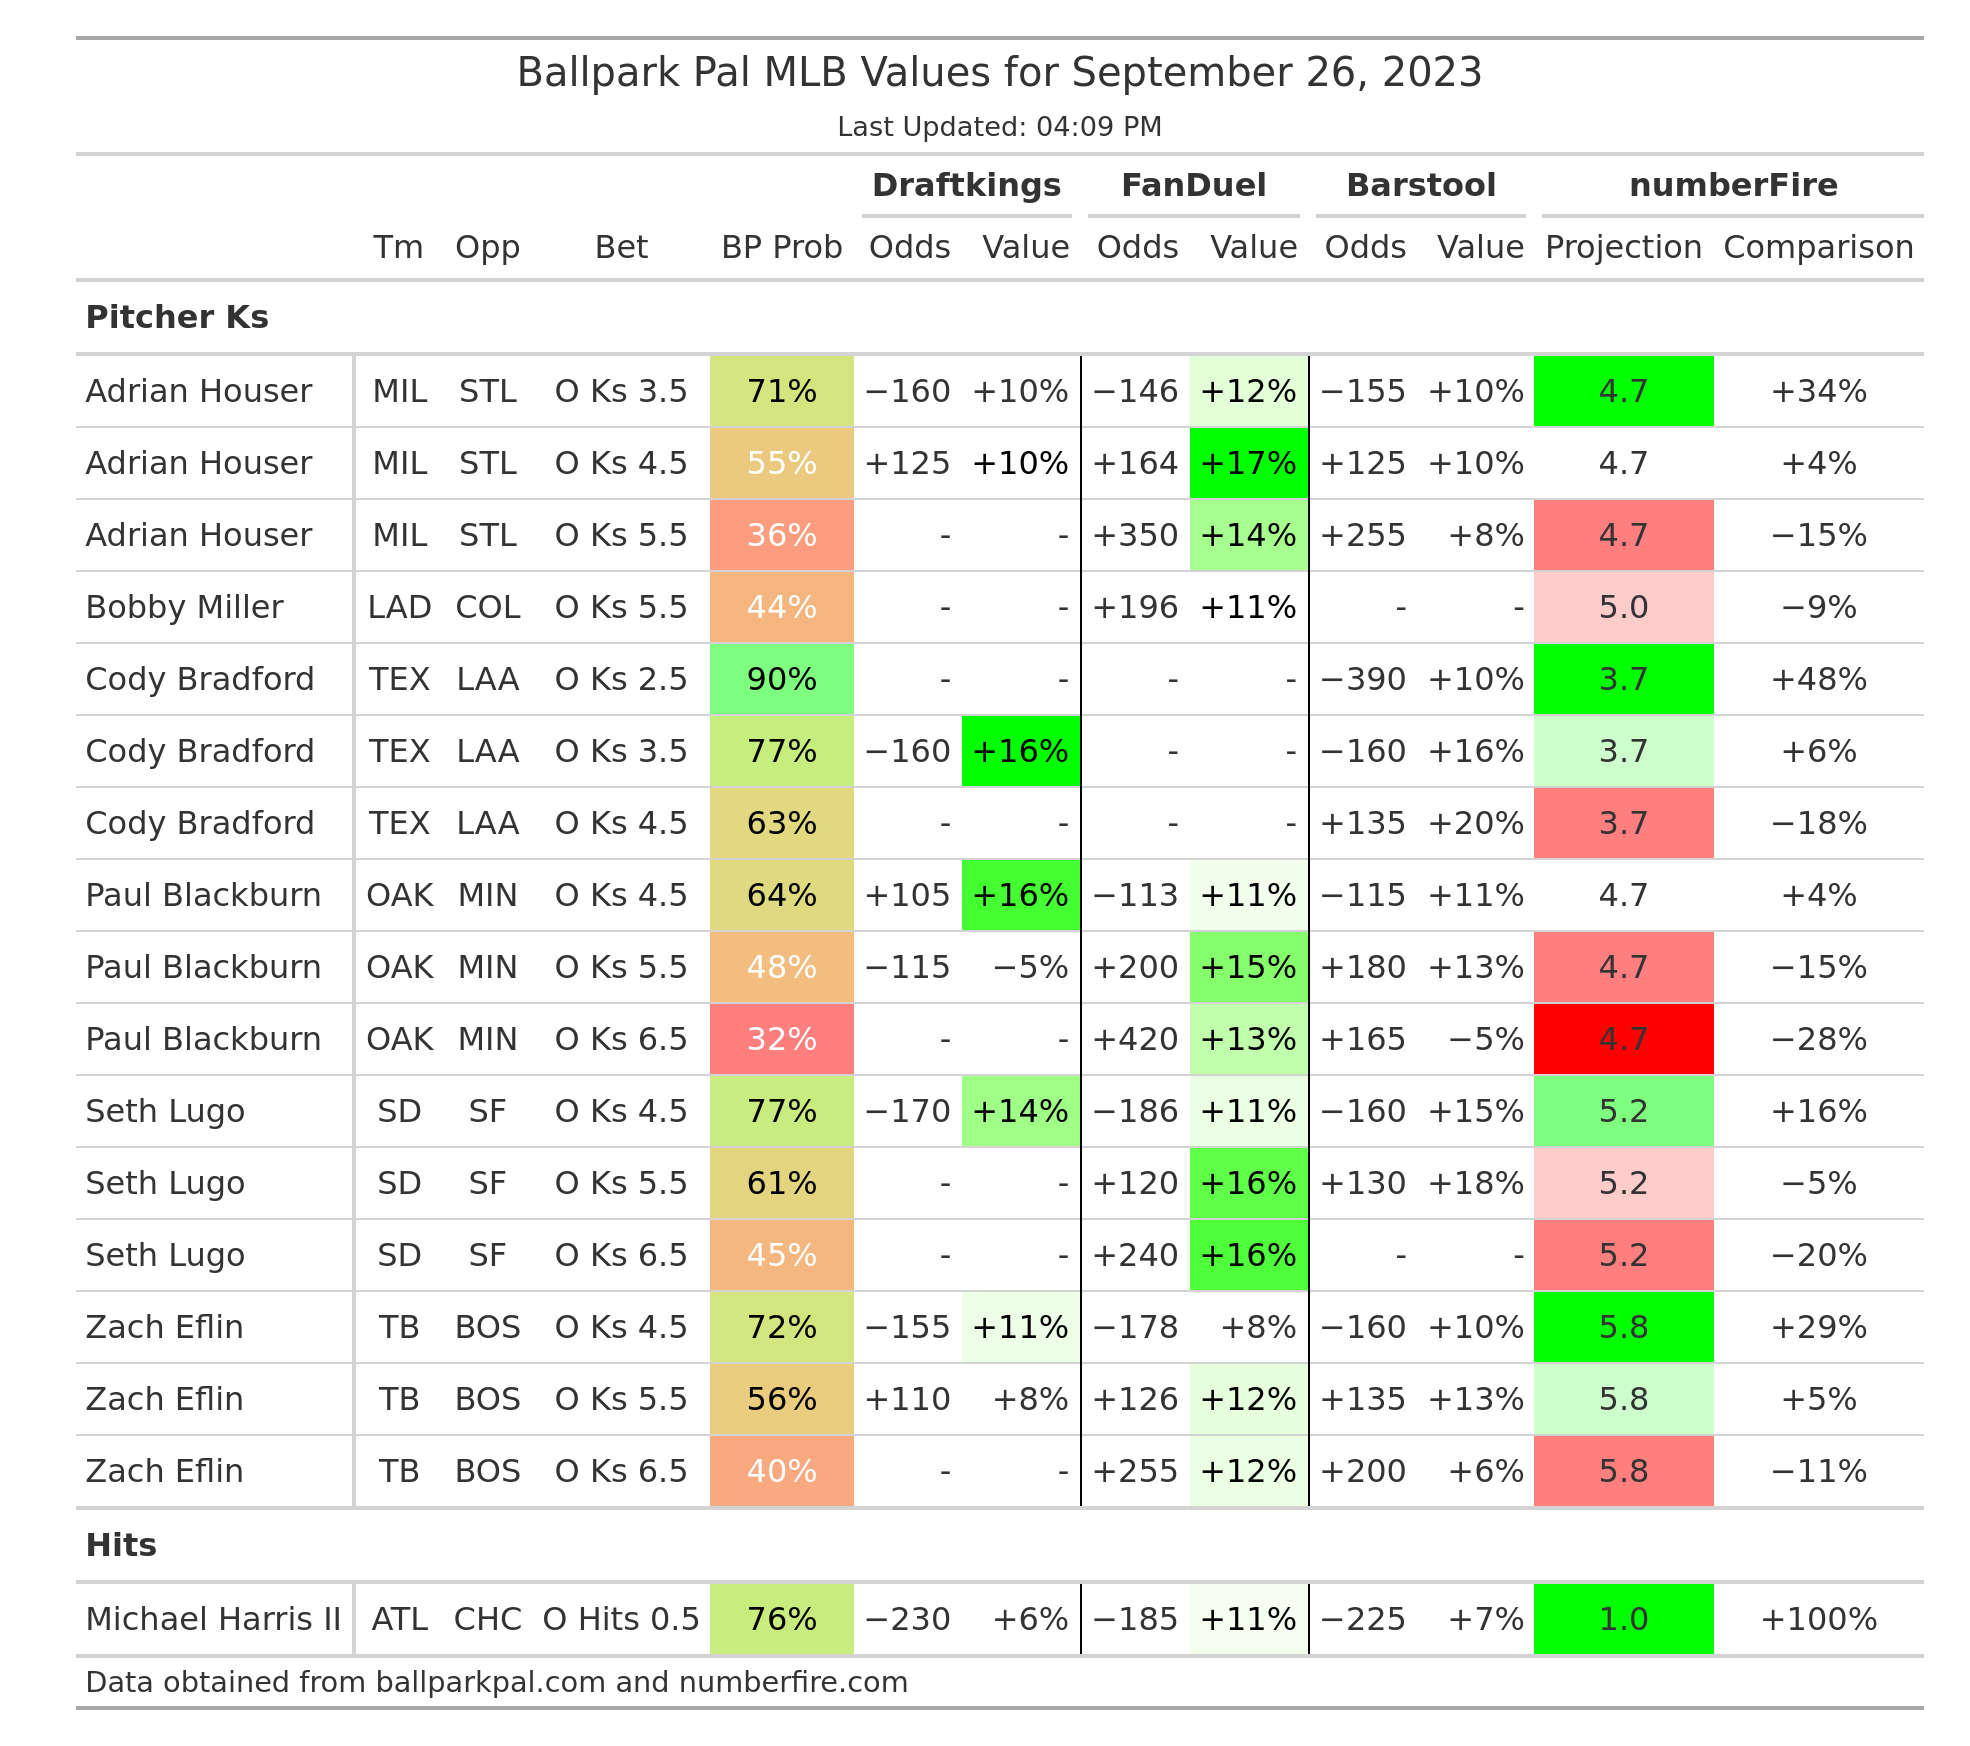 Ballpark Pal MLB Values for September 26, 2023
Last Updated: 04:09 PM
Draftkings FanDuel Barstool numberFire
Tm Opp Bet BP Prob Odds Value Odds Value Odds Value Projection Comparison
Pitcher Ks
Adrian Houser MIL STL O Ks 3.5 71% −160 +10% −146 +12% −155 +10% 4.7 +34%
Adrian Houser MIL STL O Ks 4.5 55% +125 +10% +164 +17% +125 +10% 4.7 +4%
Adrian Houser MIL STL O Ks 5.5 36% - - +350 +14% +255 +8% 4.7 −15%
Bobby Miller LAD COL O Ks 5.5 44% - - +196 +11% - - 5.0 −9%
Cody Bradford TEX LAA O Ks 2.5 90% - - - - −390 +10% 3.7 +48%
Cody Bradford TEX LAA O Ks 3.5 77% −160 +16% - - −160 +16% 3.7 +6%
Cody Bradford TEX LAA O Ks 4.5 63% - - - - +135 +20% 3.7 −18%
Paul Blackburn OAK MIN O Ks 4.5 64% +105 +16% −113 +11% −115 +11% 4.7 +4%
Paul Blackburn OAK MIN O Ks 5.5 48% −115 −5% +200 +15% +180 +13% 4.7 −15%
Paul Blackburn OAK MIN O Ks 6.5 32% - - +420 +13% +165 −5% 4.7 −28%
Seth Lugo SD SF O Ks 4.5 77% −170 +14% −186 +11% −160 +15% 5.2 +16%
Seth Lugo SD SF O Ks 5.5 61% - - +120 +16% +130 +18% 5.2 −5%
Seth Lugo SD SF O Ks 6.5 45% - - +240 +16% - - 5.2 −20%
Zach Eflin TB BOS O Ks 4.5 72% −155 +11% −178 +8% −160 +10% 5.8 +29%
Zach Eflin TB BOS O Ks 5.5 56% +110 +8% +126 +12% +135 +13% 5.8 +5%
Zach Eflin TB BOS O Ks 6.5 40% - - +255 +12% +200 +6% 5.8 −11%
Hits
Michael Harris II ATL CHC O Hits 0.5 76% −230 +6% −185 +11% −225 +7% 1.0 +100%
Data obtained from ballparkpal.com and numberfire.com